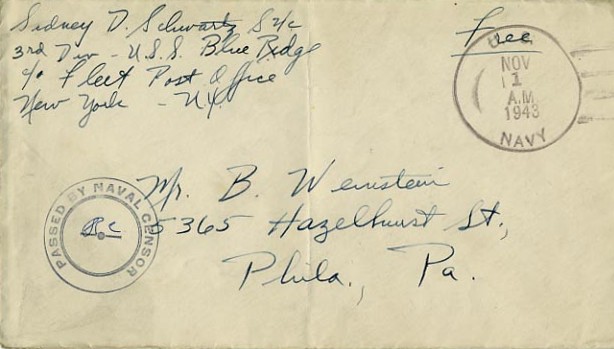 Sidney D. Schwartz S 2/c
3rd Div - U.S.S. Blue Ridge
c/o Fleet Post Office
New York - N.Y.
Free
U.S.
NOV
1
A.M.
1943
NAVY
PASSED BY NAVAL CENSOR
Mr. B. Weinstein
5365 Hazelhurst St.,
Phila., Pa.